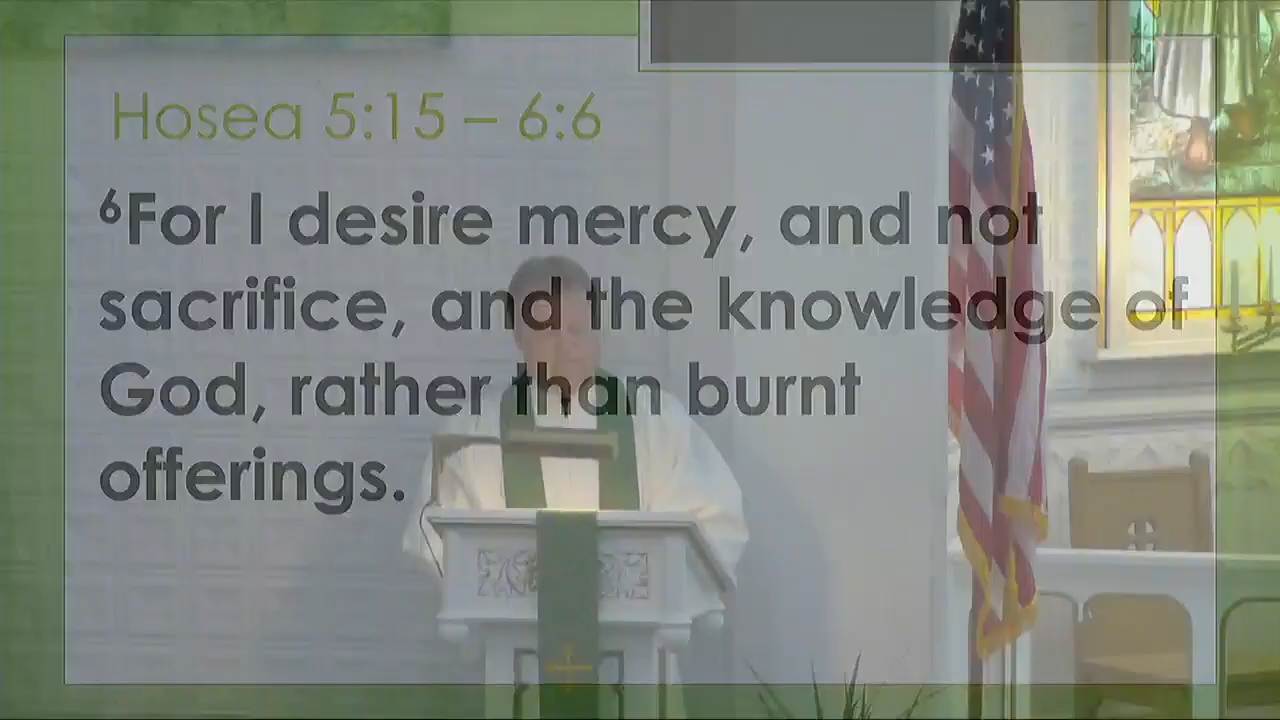 Hosea 5:15 – 6:6
⁶For I desire mercy, and not
sacrifice, and the knowledge of
God, rather than burnt
offerings.